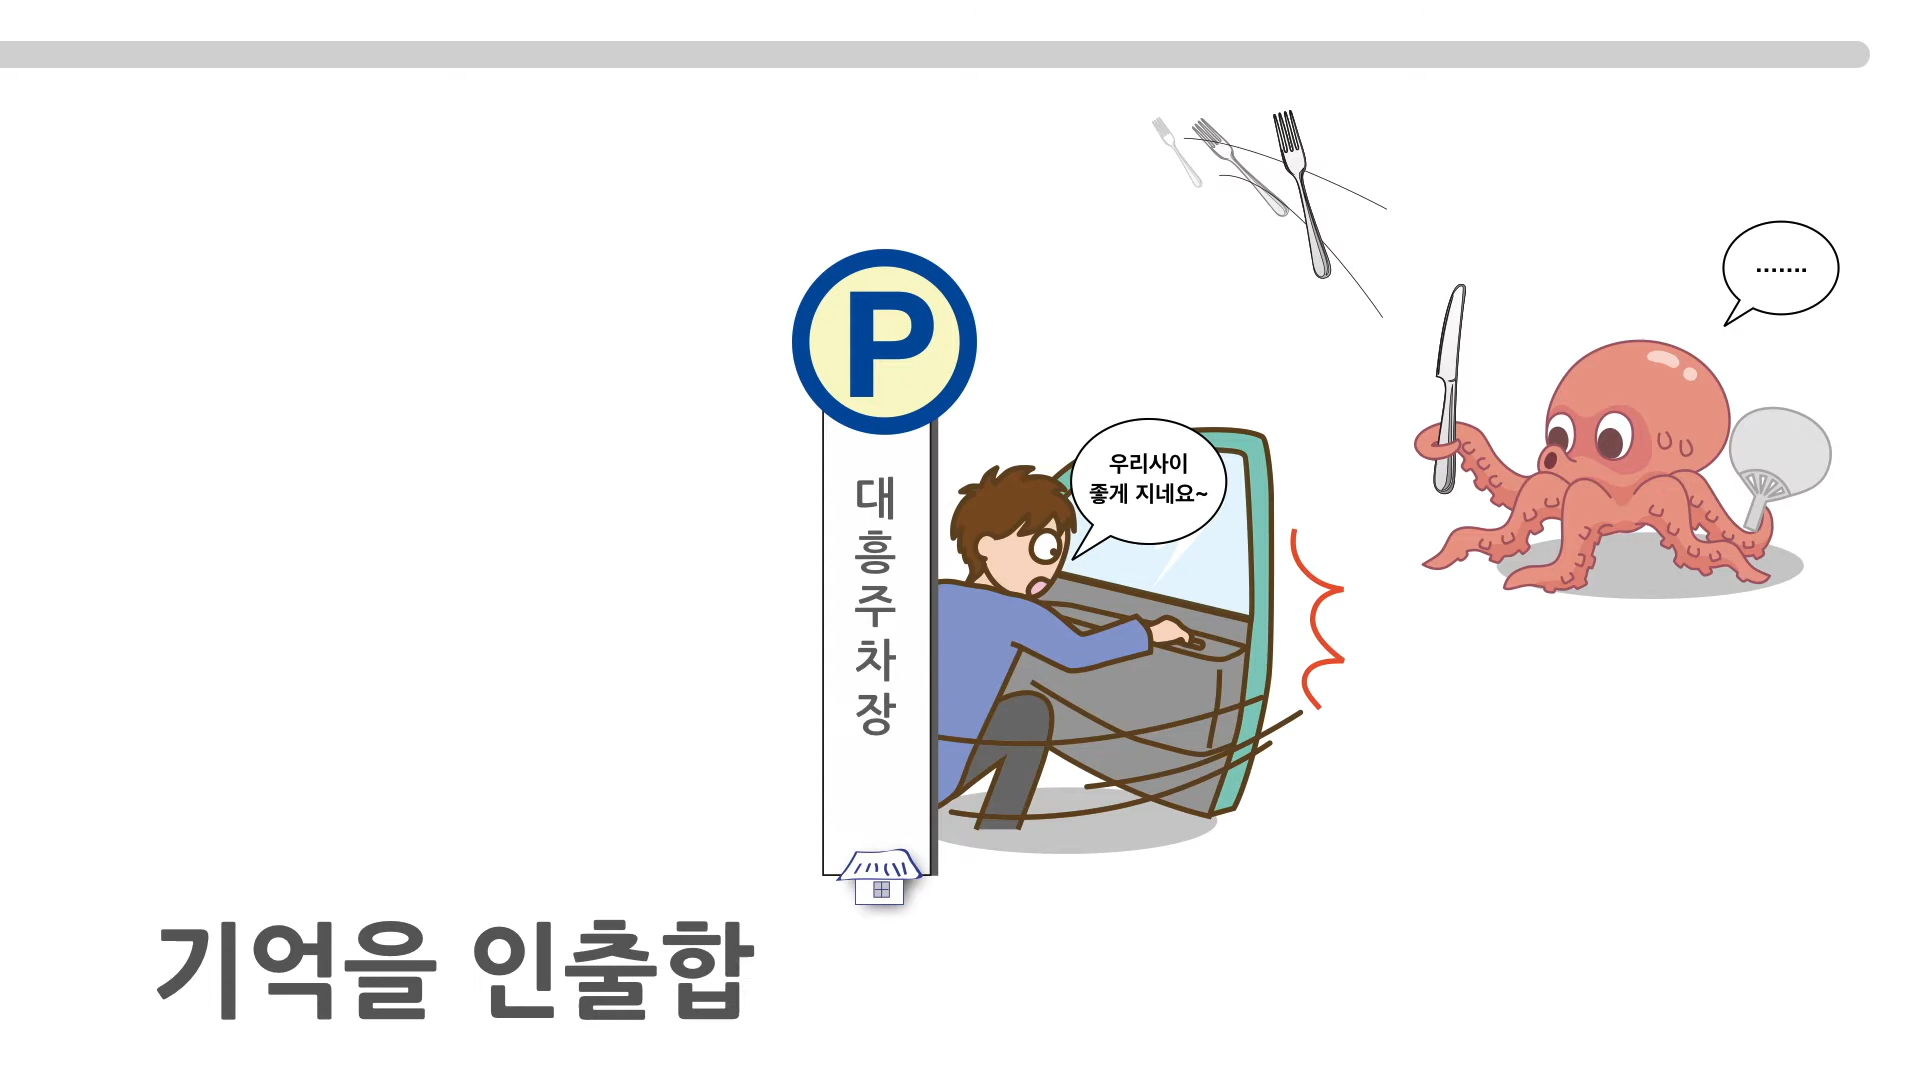 P
대흥주차장
우리사이
좋게 지네요~
.......
기억을 인출합